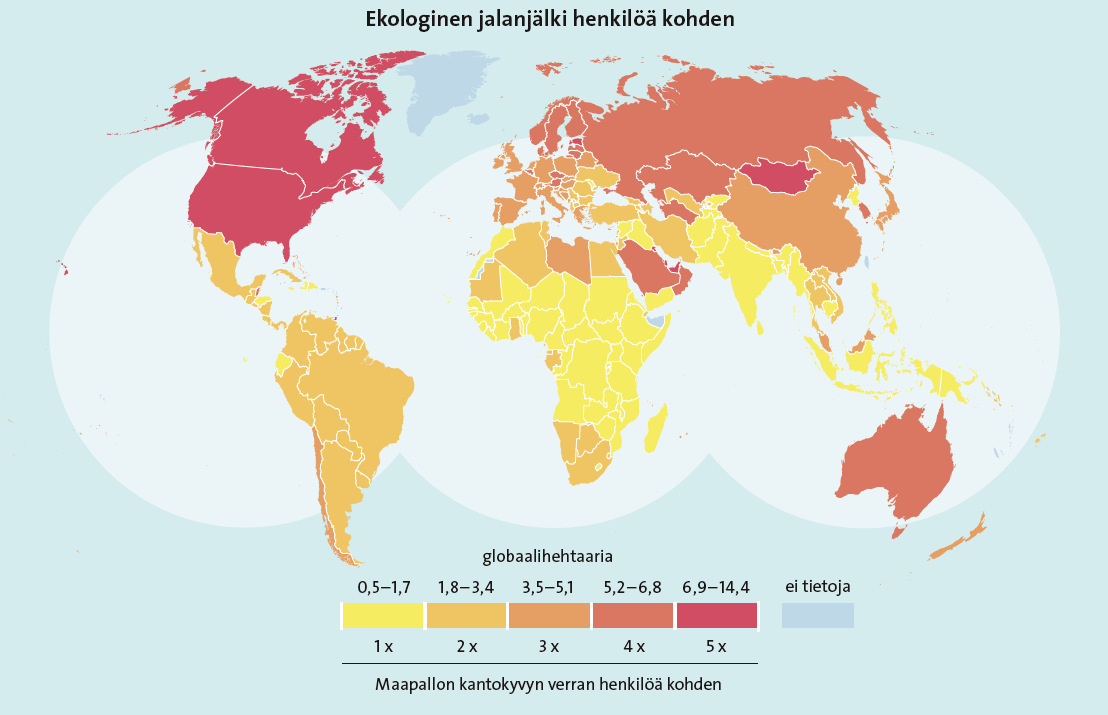 Ekologinen jalanjälki henkilöä kohden
globaalihehtaaria
0,5–1,7 1,8–3,4 3,5–5,1 5,2–6,8 6,9–14,4 ei tietoja
1 x 2 x 3 x 4 x 5 x
Maapallon kantokyvyn verran henkilöä kohden